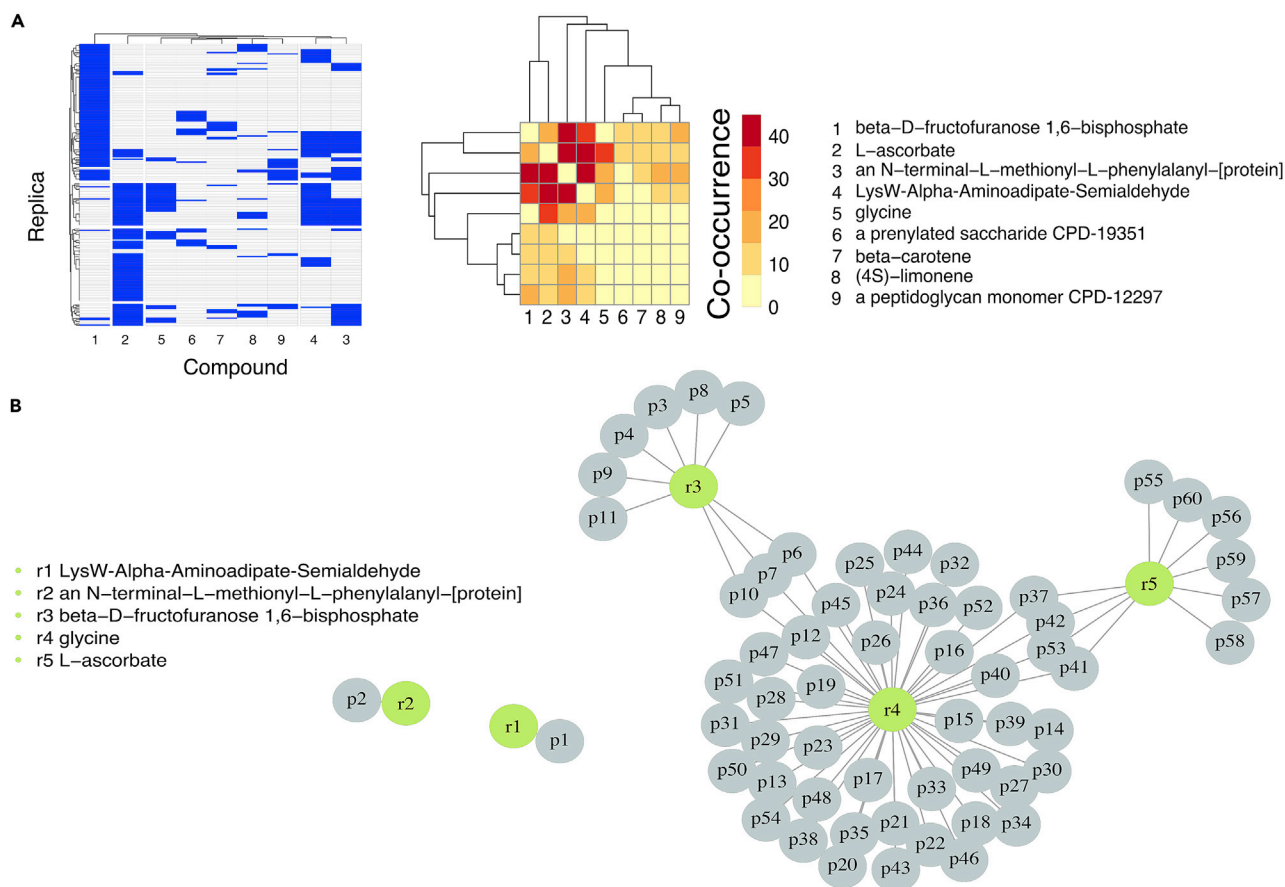 A
Replica
1 2 5 6 7 8 9 4 3
Compound
1 2 3 4 5 6 7 8 9
Co-occurrence
40
30
20
10
0
1 beta−D−fructofuranose 1,6−bisphosphate
2 L−ascorbate
3 an N−terminal−L−methionyl−L−phenylalanyl−[protein]
4 LysW-Alpha-Aminoadipate-Semialdehyde
5 glycine
6 a prenylated saccharide CPD-19351
7 beta−carotene
8 (4S)−limonene
9 a peptidoglycan monomer CPD-12297
B
r1 LysW-Alpha-Aminoadipate-Semialdehyde
r2 an N−terminal−L−methionyl−L−phenylalanyl−[protein]
r3 beta−D−fructofuranose 1,6−bisphosphate
r4 glycine
r5 L−ascorbate
p2
r2
r1
p1
p8
p3
p5
p4
p9
r3
p11
p6
p7
p10
p55
p60
p56
p59
r5
p57
p58
p25
p44
p32
p24
p45
p36
p52
p37
p42
p12
p26
p16
p53
p41
p47
p40
p51
p28
p19
r4
p31
p15
p39
p14
p29
p23
p50
p13
p17
p49
p30
p48
p33
p27
p54
p38
p35
p21
p18
p34
p20
p43
p22
p46